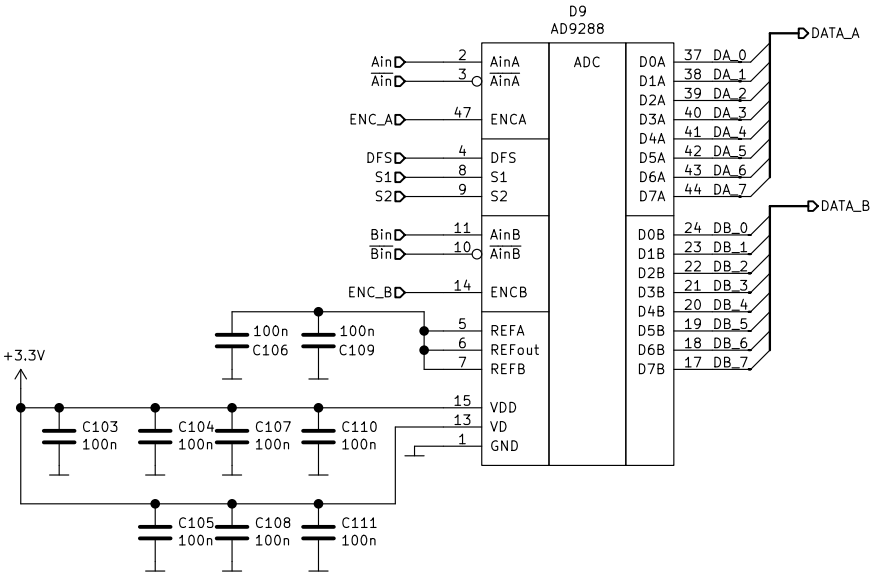 D9
AD9288
ADC
Ain 2 AinA
Ain 3 AinA
ENC_A 47 ENCA
DFS 4 DFS
S1 8 S1
S2 9 S2
Bin 11 AinB
Bin 10 AinB
ENC_B 14 ENCB
5 REFA
6 REFout
7 REFB
15 VDD
13 VD
1 GND
D0A 37 DA_0
D1A 38 DA_1
D2A 39 DA_2
D3A 40 DA_3
D4A 41 DA_4
D5A 42 DA_5
D6A 43 DA_6
D7A 44 DA_7
DATA_A
D0B 24 DB_0
D1B 23 DB_1
D2B 22 DB_2
D3B 21 DB_3
D4B 20 DB_4
D5B 19 DB_5
D6B 18 DB_6
D7B 17 DB_7
DATA_B
100n
C106
100n
C109
+3.3V
C103
100n
C104
100n
C107
100n
C110
100n
C105
100n
C108
100n
C111
100n